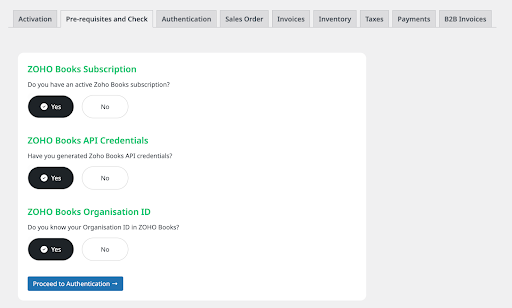 Activation Pre-requisites and Check Authentication Sales Order Invoices Inventory Taxes Payments B2B Invoices
ZOHO Books Subscription
Do you have an active Zoho Books subscription?
Yes No
ZOHO Books API Credentials
Have you generated Zoho Books API credentials?
Yes No
ZOHO Books Organisation ID
Do you know your Organisation ID in ZOHO Books?
Yes No
Proceed to Authentication →